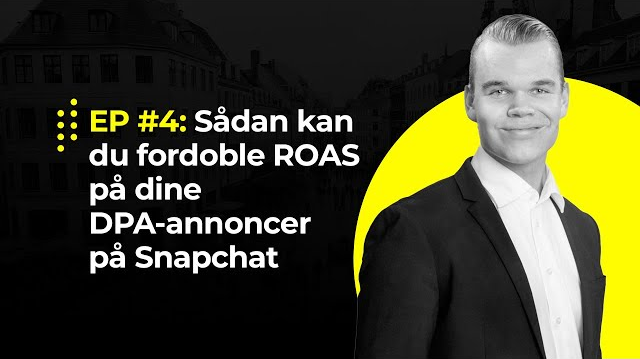 EP #4: Sådan kan
du fordoble ROAS
på dine
DPA-annoncer
på Snapchat